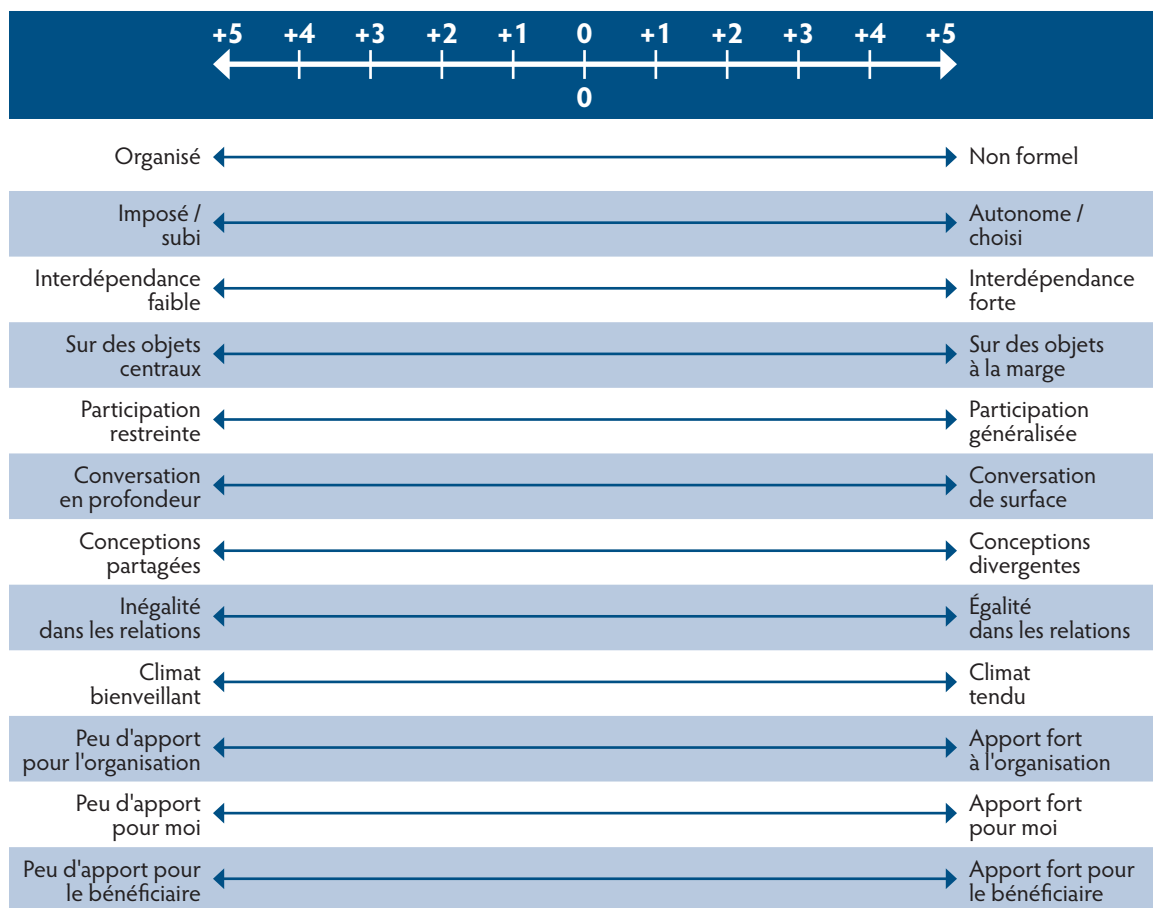 +5 +4 +3 +2 +1 0 +1 +2 +3 +4 +5
0
Organisé
Non formel
Imposé /
subi
Autonome /
choisi
Interdépendance
faible
Interdépendance
forte
Sur des objets
centraux
Sur des objets
à la marge
Participation
restreinte
Participation
généralisée
Conversation
en profondeur
Conversation
de surface
Conceptions
partagées
Conceptions
divergentes
Inégalité
dans les relations
Égalité
dans les relations
Climat
bienveillant
Climat
tendu
Peu d'apport
pour l'organisation
Apport fort
à l'organisation
Peu d'apport
pour moi
Apport fort
pour moi
Peu d'apport pour
le bénéficiaire
Apport fort pour
le bénéficiaire